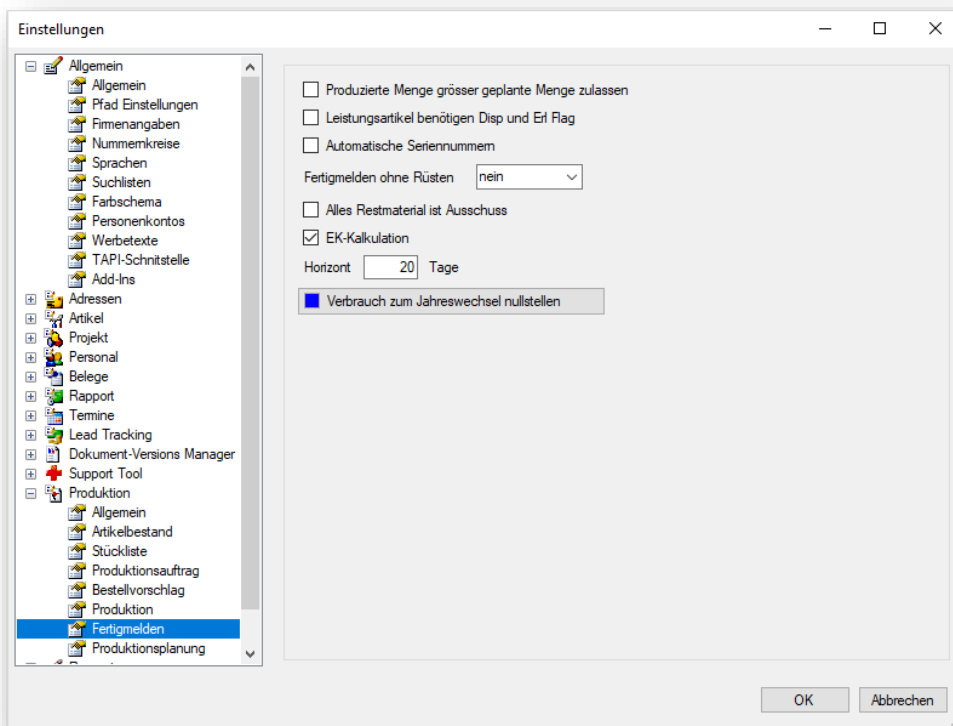 Einstellungen
Allgemein
Allgemein
Pfad Einstellungen
Firmenangaben
Nummernkreise
Sprachen
Suchlisten
Farbschema
Personenkontos
Werbetexte
TAPI-Schnittstelle
Add-Ins
Adressen
Artikel
Projekt
Personal
Belege
Rapport
Termine
Lead Tracking
Dokument-Versions Manager
Support Tool
Produktion
Allgemein
Artikelbestand
Stückliste
Produktionsauftrag
Bestellvorschlag
Produktion
Fertigmelden
Produktionsplanung
Produzierte Menge grösser geplante Menge zulassen
Leistungsartikel benötigen Disp und Erl Flag
Automatische Seriennummern
Fertigmelden ohne Rüsten nein
Alles Restmaterial ist Ausschuss
EK-Kalkulation
Horizont 20 Tage
Verbrauch zum Jahreswechsel nullstellen
OK Abbrechen